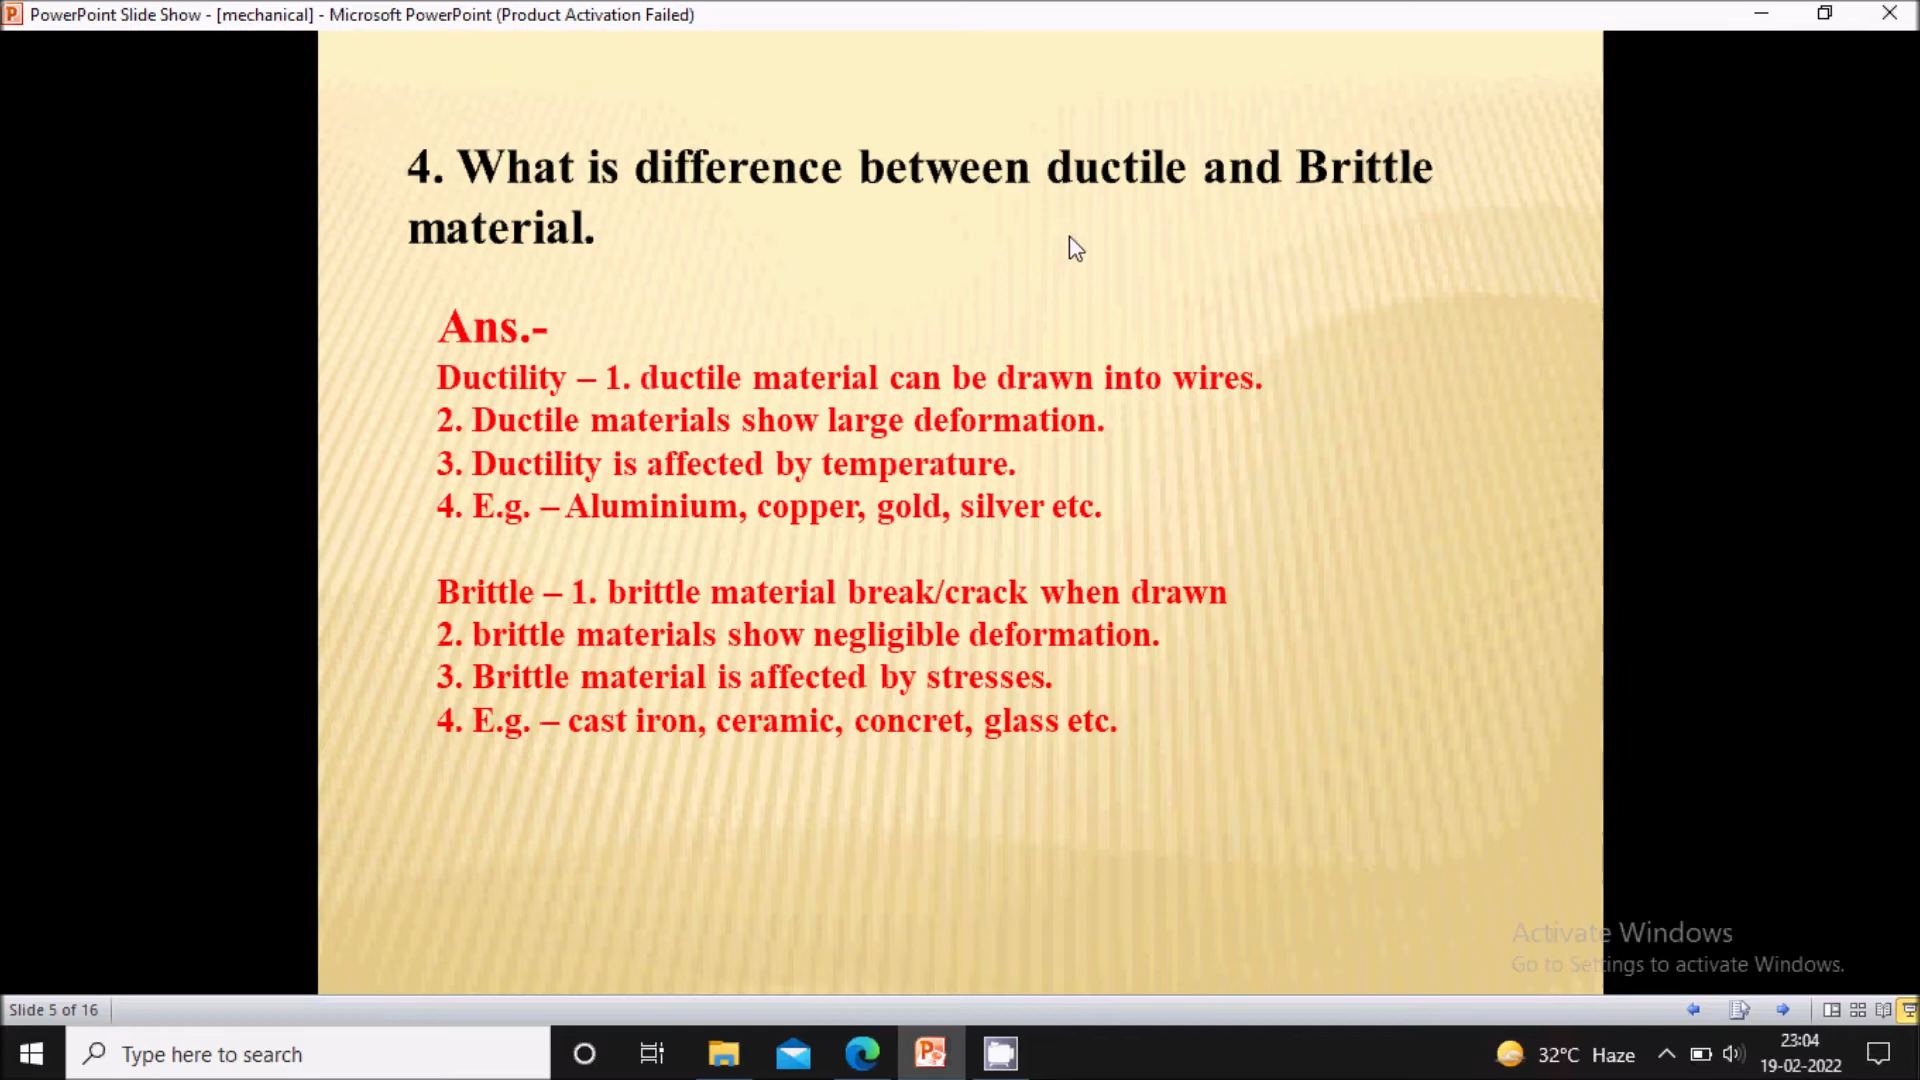 PowerPoint Slide Show - [mechanical] - Microsoft PowerPoint (Product Activation Failed)
4. What is difference between ductile and Brittle
material.
Ans.-
Ductility – 1. ductile material can be drawn into wires.
2. Ductile materials show large deformation.
3. Ductility is affected by temperature.
4. E.g. – Aluminium, copper, gold, silver etc.
Brittle – 1. brittle material break/crack when drawn
2. brittle materials show negligible deformation.
3. Brittle material is affected by stresses.
4. E.g. – cast iron, ceramic, concret, glass etc.
Activate Windows
Go to Settings to activate Windows.
Slide 5 of 16
Type here to search
32°C Haze
23:04
19-02-2022